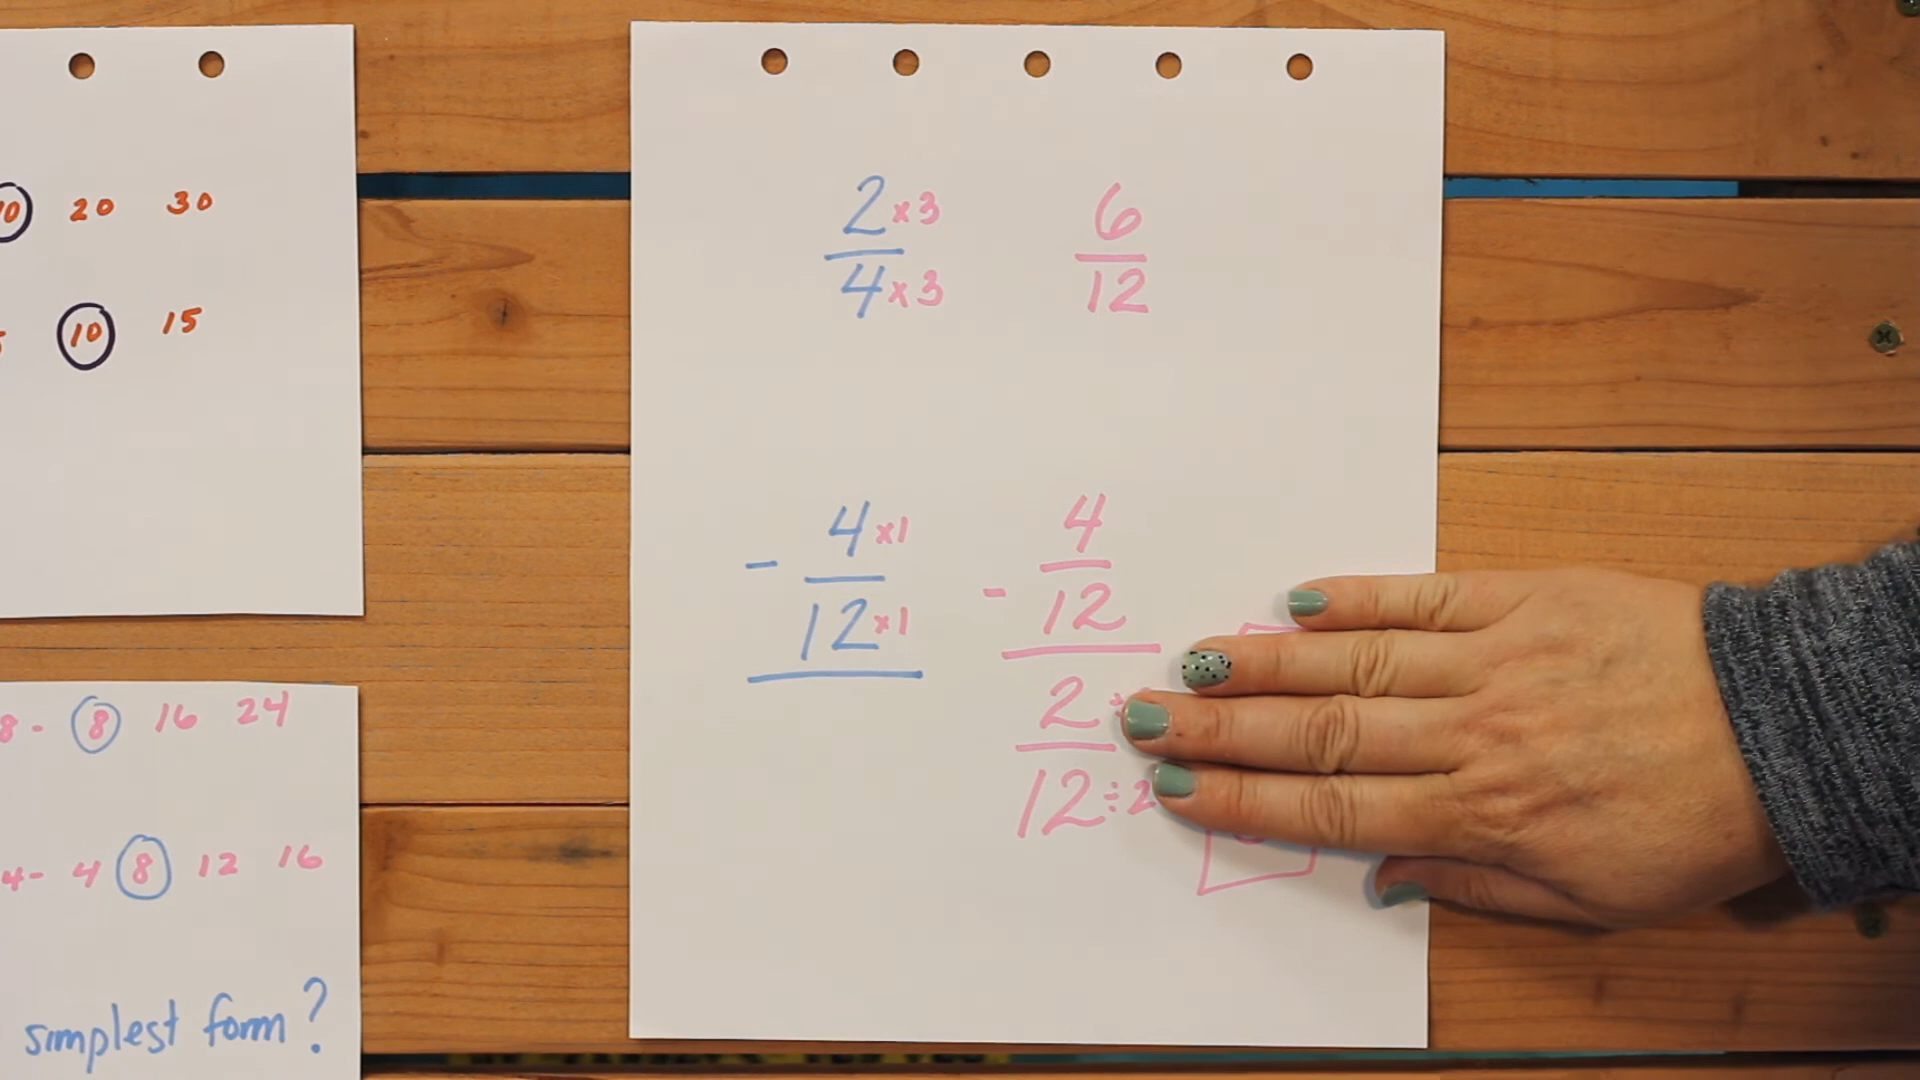 10 20 30
10 15
8 - 8 16 24
4 - 4 8 12 16
simplest form?
2 x 3 6
4 x 3 12
- 4 x 1 - 4
12 x 1 12
2
12 ÷ 2